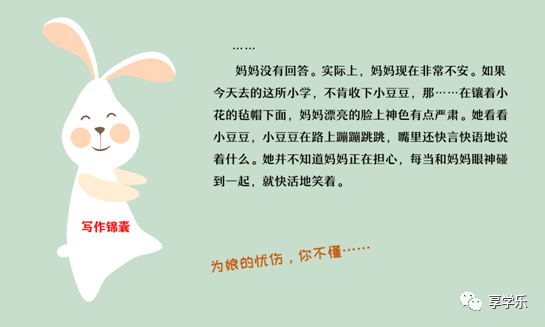 ……
妈妈没有回答。实际上，妈妈现在非常不安。如果
今天去的这所小学，不肯收下小豆豆，那……在镶着小
花的毡帽下面，妈妈漂亮的脸上神色有点严肃。她看看
小豆豆，小豆豆在路上蹦蹦跳跳，嘴里还快言快语地说
着什么。她并不知道妈妈正在担心，每当和妈妈眼神碰
到一起，就快活地笑着。
写作锦囊
为娘的忧伤，你不懂……
享学乐